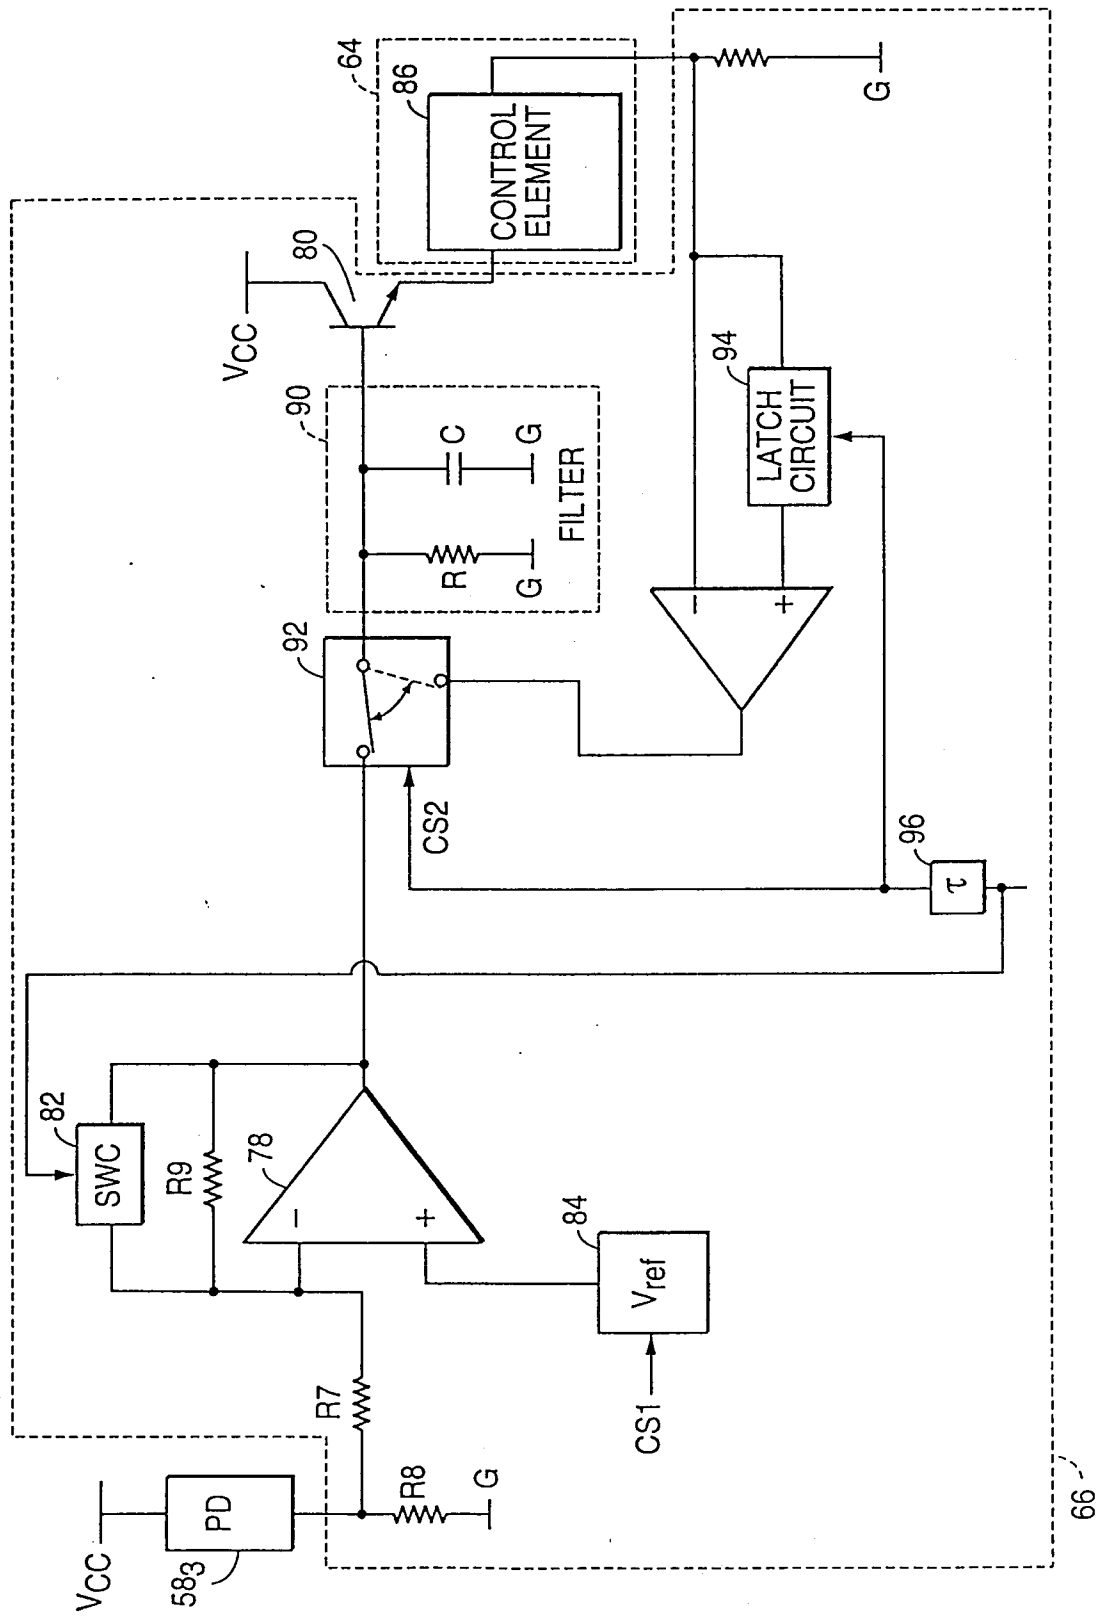 VCC
PD
583
R8
G
R7
CS1
Vref
84
78
−
+
R9
SWC
82
CS2
92
R
G
C
G
FILTER
90
VCC
80
64
86
CONTROL
ELEMENT
G
94
LATCH
CIRCUIT
−
+
96
τ
66